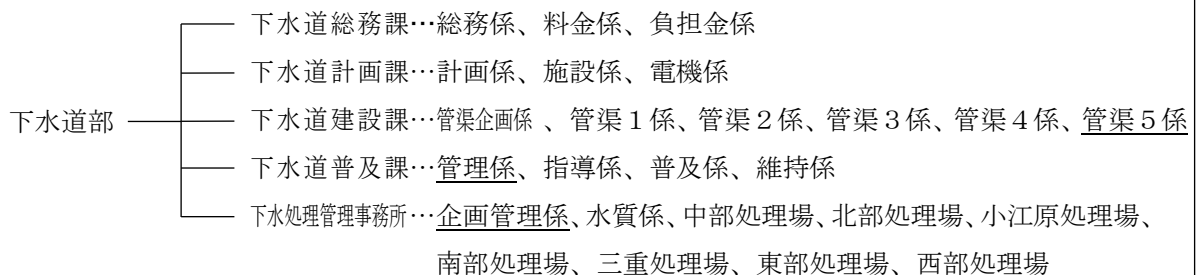 下水道総務課…総務係、料金係、負担金係
下水道計画課…計画係、施設係、電機係
下水道部 下水道建設課…管渠企画係 、管渠１係、管渠２係、管渠３係、管渠４係、管渠５係
下水道普及課…管理係、指導係、普及係、維持係
下水処理管理事務所…企画管理係、水質係、中部処理場、北部処理場、小江原処理場、
南部処理場、三重処理場、東部処理場、西部処理場